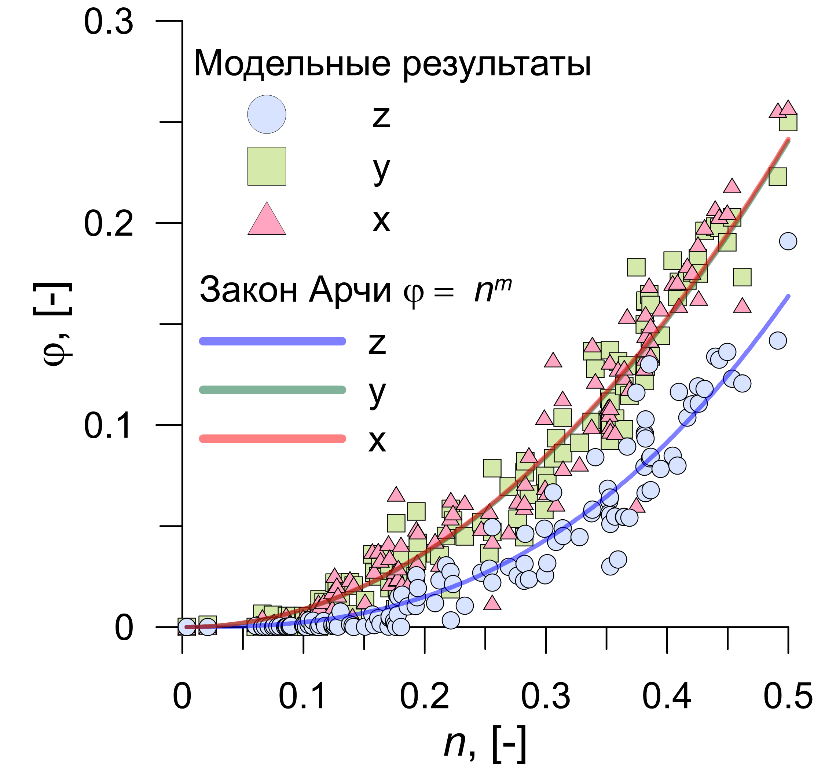 0.3
Модельные результаты
z
y
x
0.2
Закон Арчи φ = nᵐ
z
y
x
φ, [-]
0.1
0
0 0.1 0.2 0.3 0.4 0.5
n, [-]